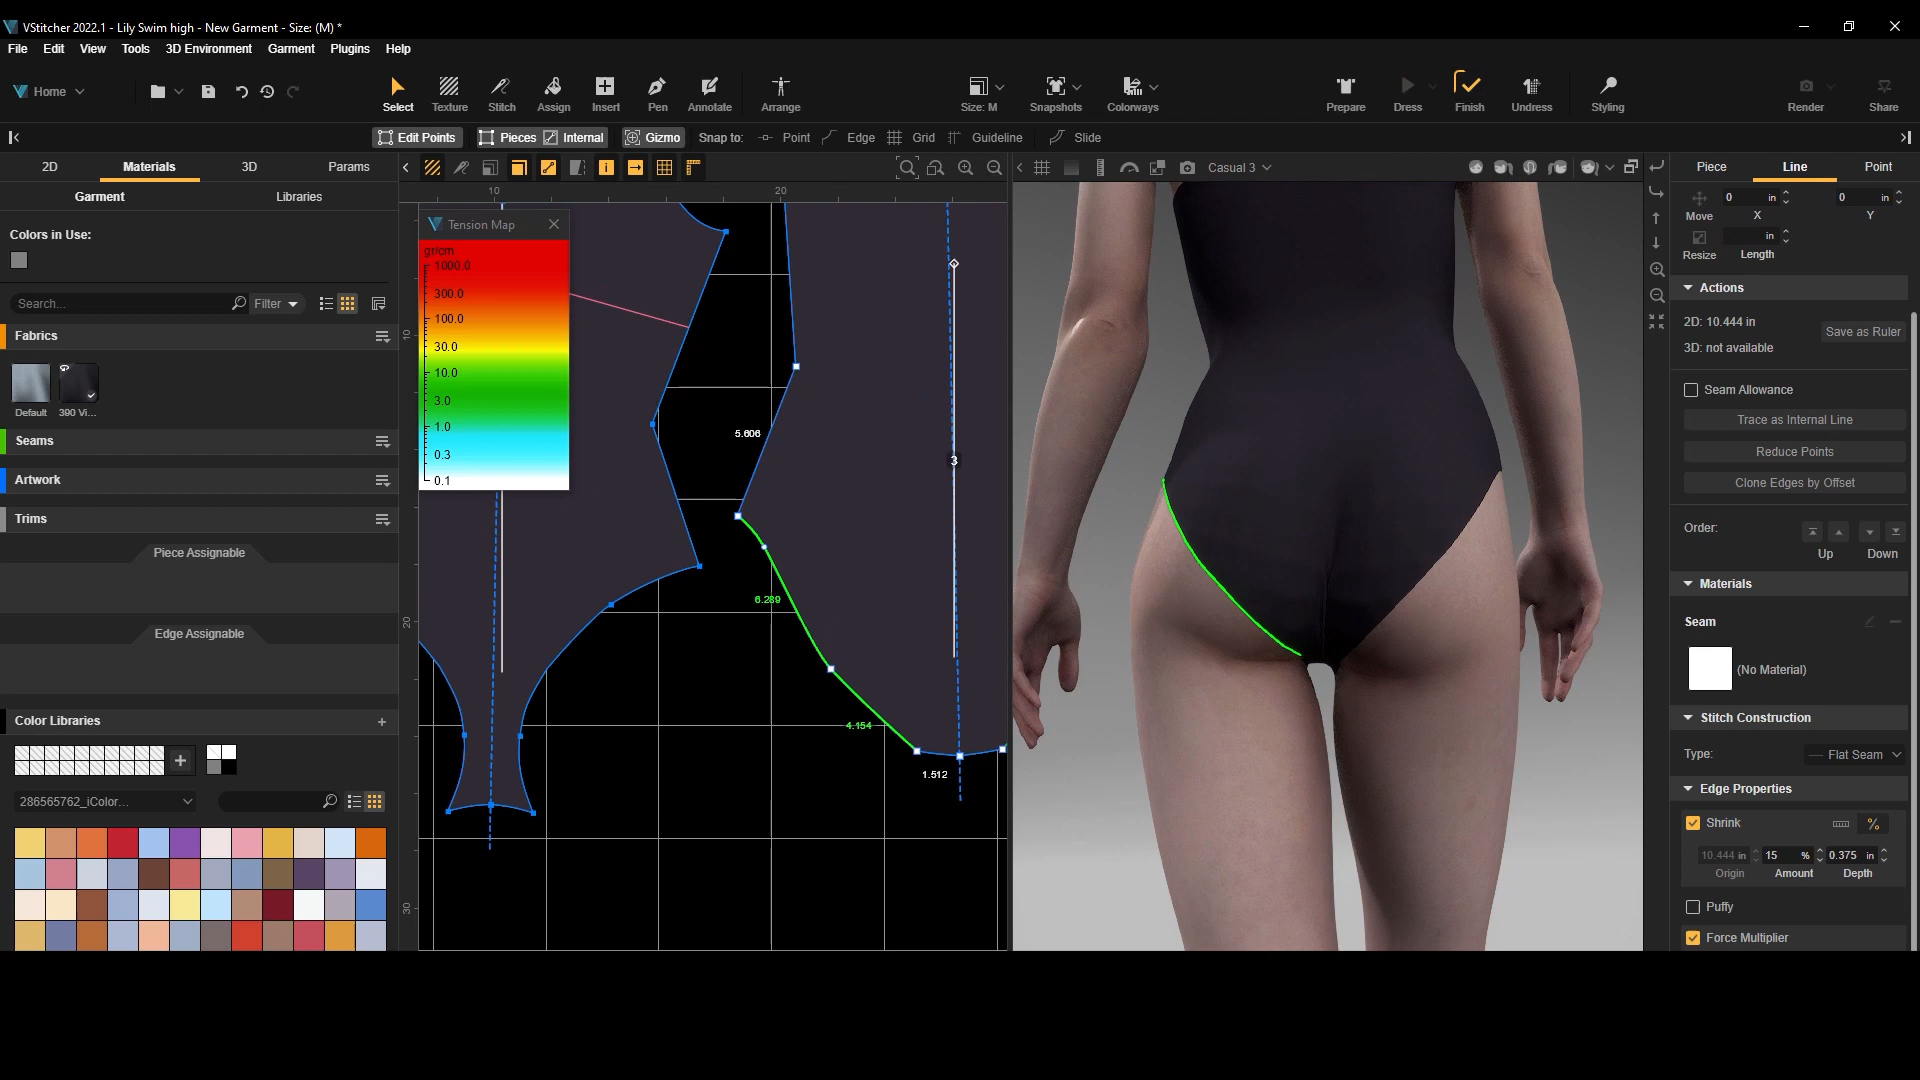 VStitcher 2022.1 - Lily Swim high - New Garment - Size: (M) *
File Edit View Tools 3D Environment Garment Plugins Help
Home
Select Texture Stitch Assign Insert Pen Annotate Arrange Size: M Snapshots Colorways Prepare Dress Finish Undress Styling Render Share
Edit Points Pieces Internal Gizmo Snap to: Point Edge Grid Guideline Slide
2D Materials 3D Params
Casual 3
Piece Line Point
Garment Libraries
10 20
0 in 0 in
Move X Y
in
Resize Length
Colors in Use:
Search... Filter
Fabrics
Default 390 Vi...
Seams
Artwork
Trims
Piece Assignable
Edge Assignable
Color Libraries
286565762_iColor...
Tension Map
gr/cm
1000.0
300.0
100.0
30.0
10.0
3.0
1.0
0.3
0.1
10
20
30
5.606
3
6.289
4.154
1.512
Actions
2D: 10.444 in
Save as Ruler
3D: not available
Seam Allowance
Trace as Internal Line
Reduce Points
Clone Edges by Offset
Order:
Up Down
Materials
Seam
(No Material)
Stitch Construction
Type: Flat Seam
Edge Properties
Shrink %
10.444 in 15 % 0.375 in
Origin Amount Depth
Puffy
Force Multiplier